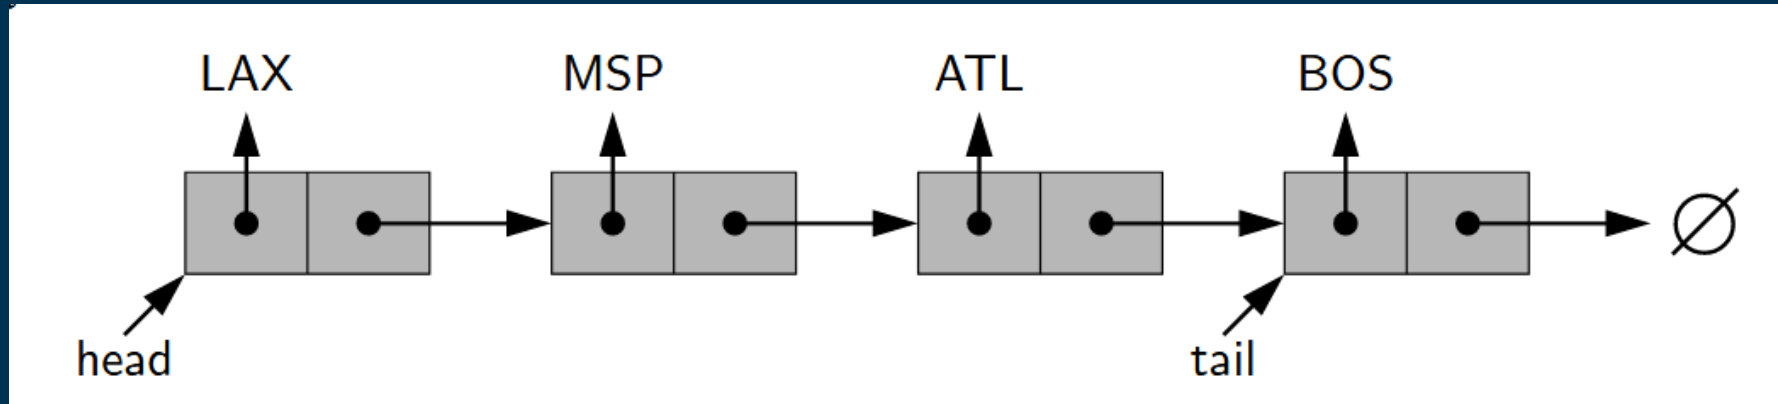 LAX MSP ATL BOS
∅
head tail